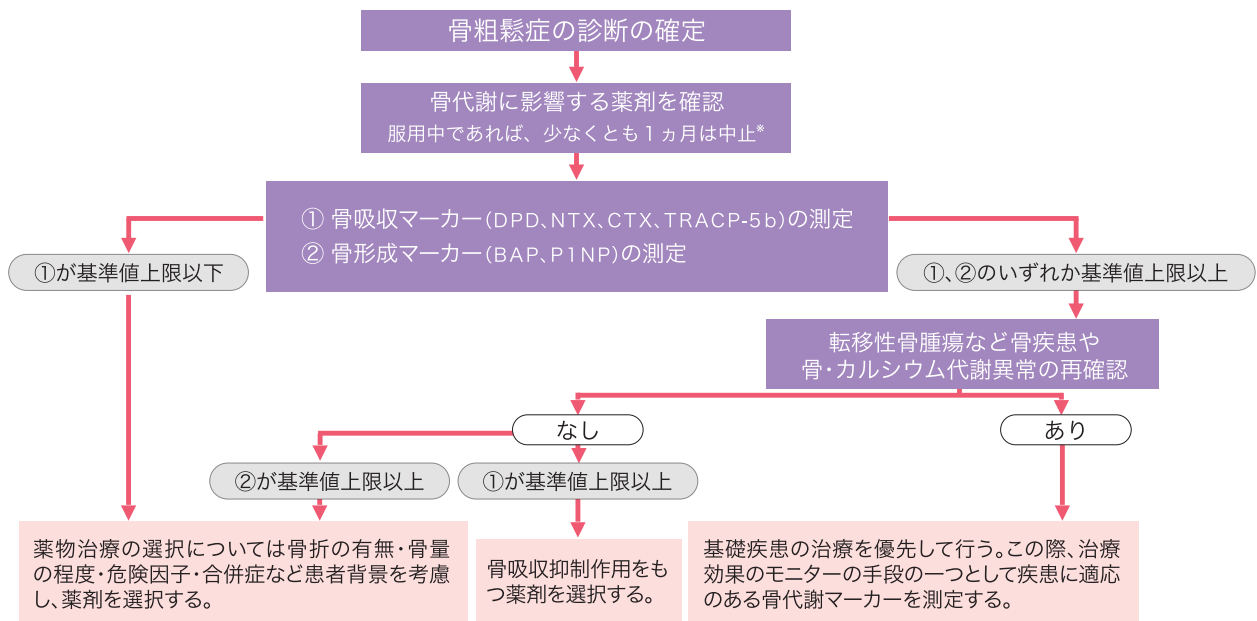 骨粗鬆症の診断の確定
骨代謝に影響する薬剤を確認
服用中であれば、少なくとも1ヵ月は中止※
① 骨吸収マーカー(DPD、NTX、CTX、TRACP-5b)の測定
② 骨形成マーカー(BAP、P1NP)の測定
①が基準値上限以下
①、②のいずれか基準値上限以上
転移性骨腫瘍など骨疾患や
骨・カルシウム代謝異常の再確認
なし
あり
②が基準値上限以上
①が基準値上限以上
薬物治療の選択については骨折の有無・骨量
の程度・危険因子・合併症など患者背景を考慮
し、薬剤を選択する。
骨吸収抑制作用をも
つ薬剤を選択する。
基礎疾患の治療を優先して行う。この際、治療
効果のモニターの手段の一つとして疾患に適応
のある骨代謝マーカーを測定する。